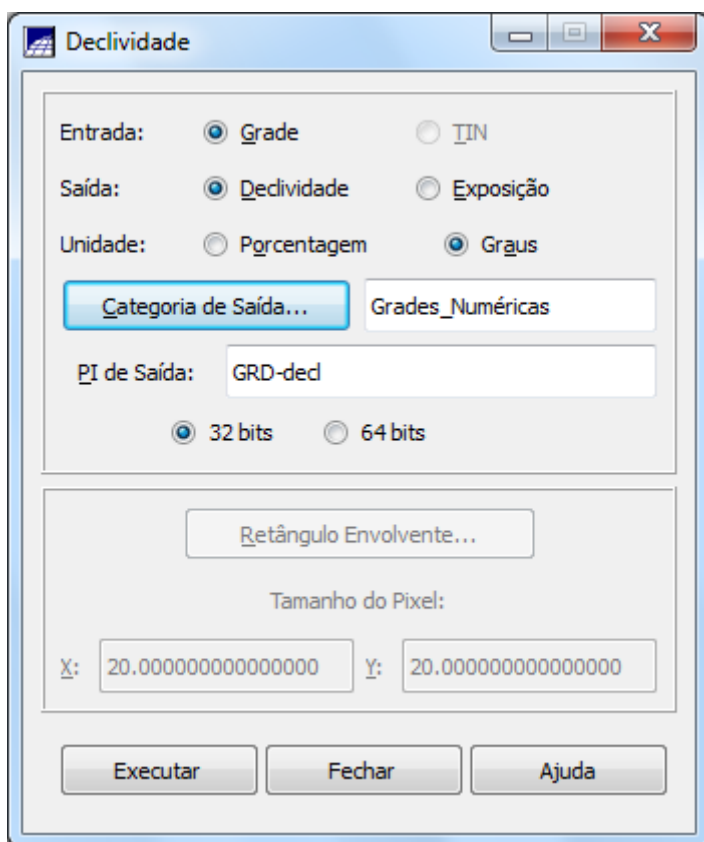 Declividade
Entrada: Grade TIN
Saída: Declividade Exposição
Unidade: Porcentagem Graus
Categoria de Saída... Grades_Numéricas
PI de Saída: GRD-decl
32 bits 64 bits
Retângulo Envolvente...
Tamanho do Pixel:
X: 20.000000000000000 Y: 20.000000000000000
Executar Fechar Ajuda